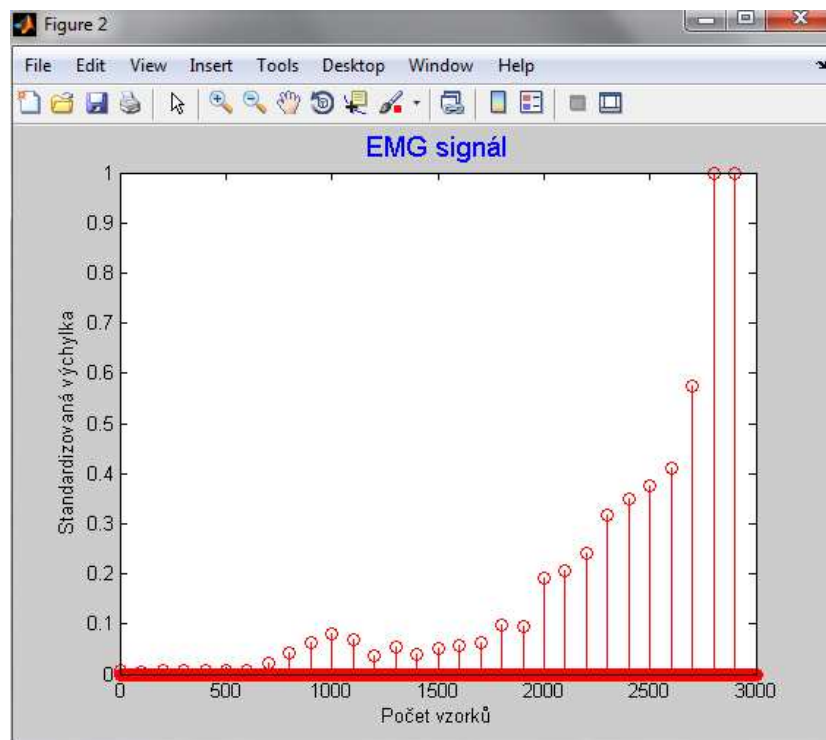 Figure 2
File Edit View Insert Tools Desktop Window Help
EMG signál
1
0.9
0.8
0.7
0.6
0.5
0.4
0.3
0.2
0.1
0
Standardizovaná výchylka
0 500 1000 1500 2000 2500 3000
Počet vzorků